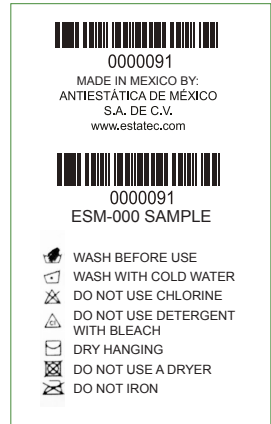 0000091
MADE IN MEXICO BY:
ANTIESTÁTICA DE MÉXICO
S.A. DE C.V.
www.estatec.com
0000091
ESM-000 SAMPLE
WASH BEFORE USE
WASH WITH COLD WATER
DO NOT USE CHLORINE
DO NOT USE DETERGENT
WITH BLEACH
DRY HANGING
DO NOT USE A DRYER
DO NOT IRON